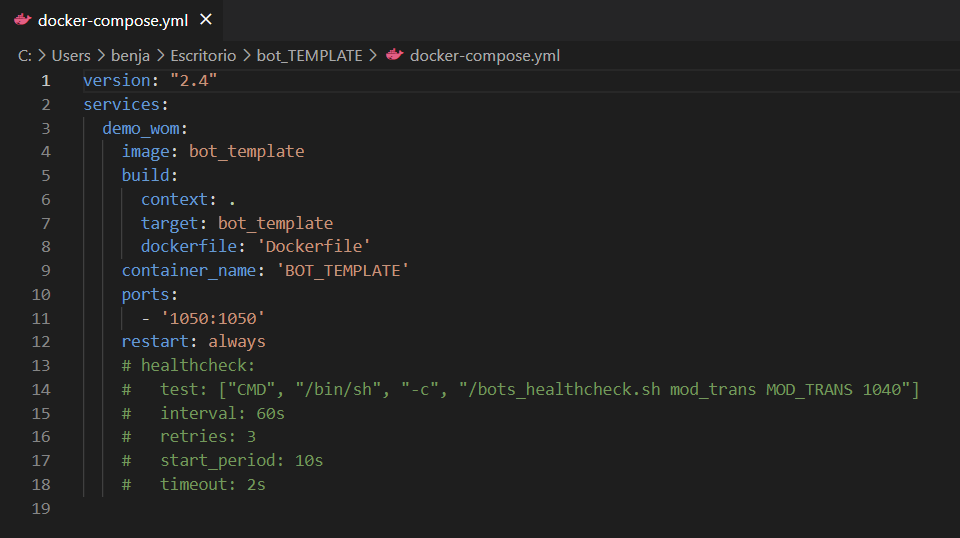 docker-compose.yml ×
C: > Users > benja > Escritorio > bot_TEMPLATE > docker-compose.yml
1 version: "2.4"
2 services:
3   demo_wom:
4     image: bot_template
5     build:
6       context: .
7       target: bot_template
8       dockerfile: 'Dockerfile'
9     container_name: 'BOT_TEMPLATE'
10     ports:
11       - '1050:1050'
12     restart: always
13     # healthcheck:
14     #   test: ["CMD", "/bin/sh", "-c", "/bots_healthcheck.sh mod_trans MOD_TRANS 1040"]
15     #   interval: 60s
16     #   retries: 3
17     #   start_period: 10s
18     #   timeout: 2s
19